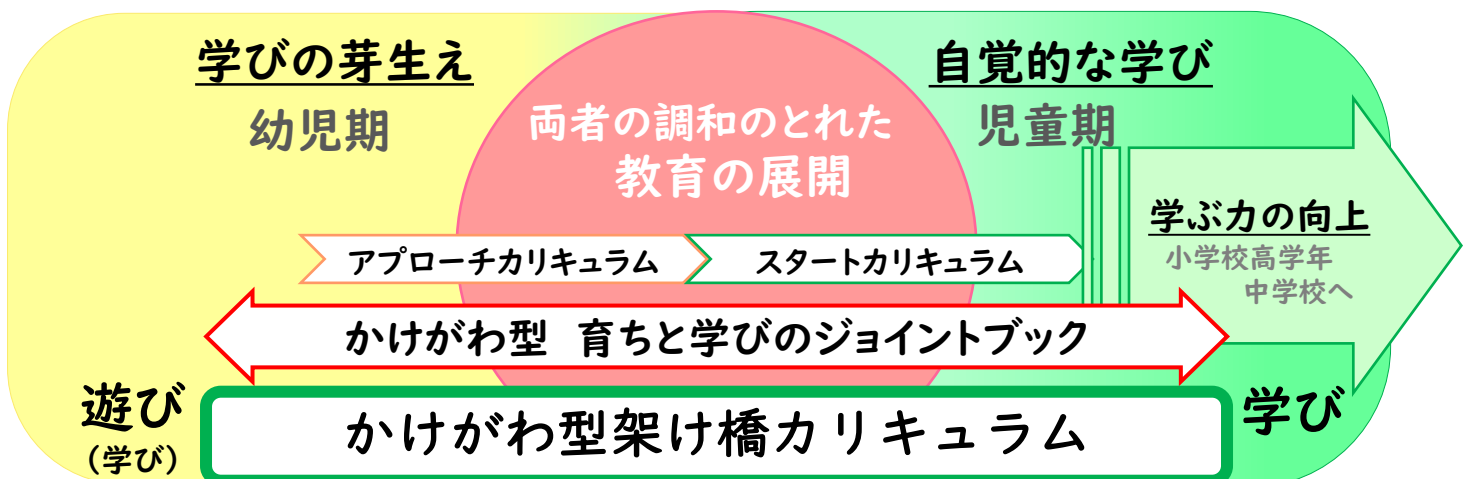 学びの芽生え
幼児期
両者の調和のとれた
教育の展開
自覚的な学び
児童期
アプローチカリキュラム
スタートカリキュラム
学ぶ力の向上
小学校高学年
中学校へ
かけがわ型 育ちと学びのジョイントブック
遊び
(学び)
かけがわ型架け橋カリキュラム
学び